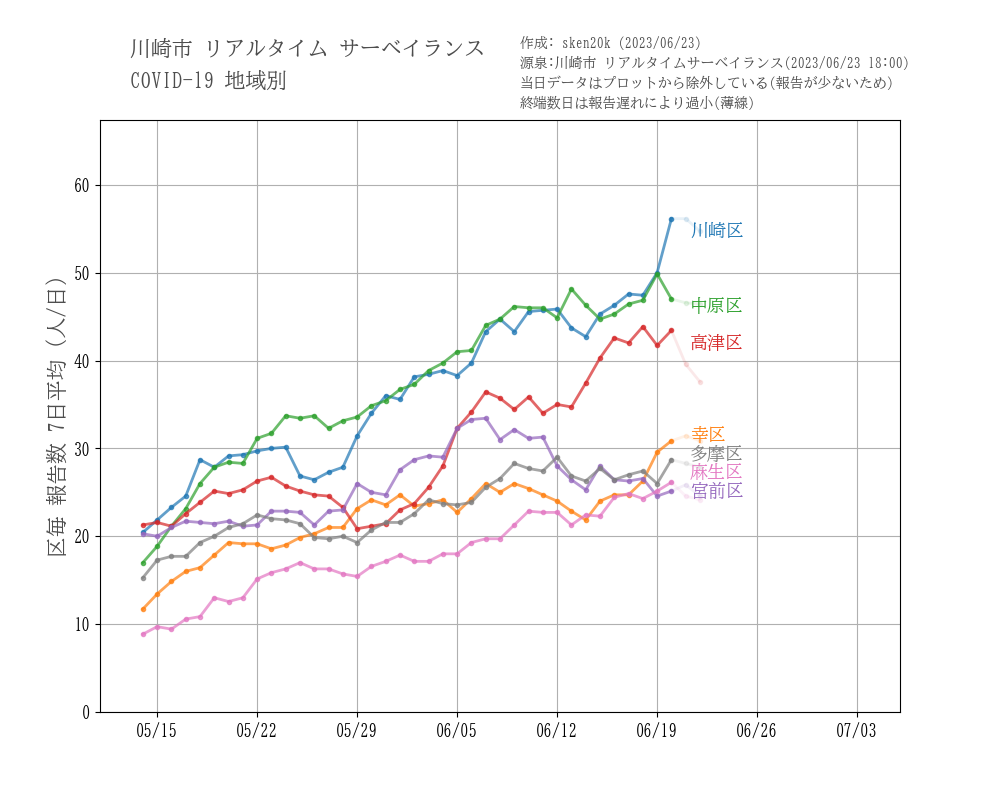 川崎市 リアルタイム サーベイランス
COVID-19 地域別
作成: sken20k (2023/06/23)
源泉:川崎市 リアルタイムサーベイランス(2023/06/23 18:00)
当日データはプロットから除外している(報告が少ないため)
終端数日は報告遅れにより過小(薄線)
区毎 報告数 7日平均 (人/日)
60
50
40
30
20
10
0
川崎区
中原区
高津区
幸区
多摩区
麻生区
宮前区
05/15
05/22
05/29
06/05
06/12
06/19
06/26
07/03